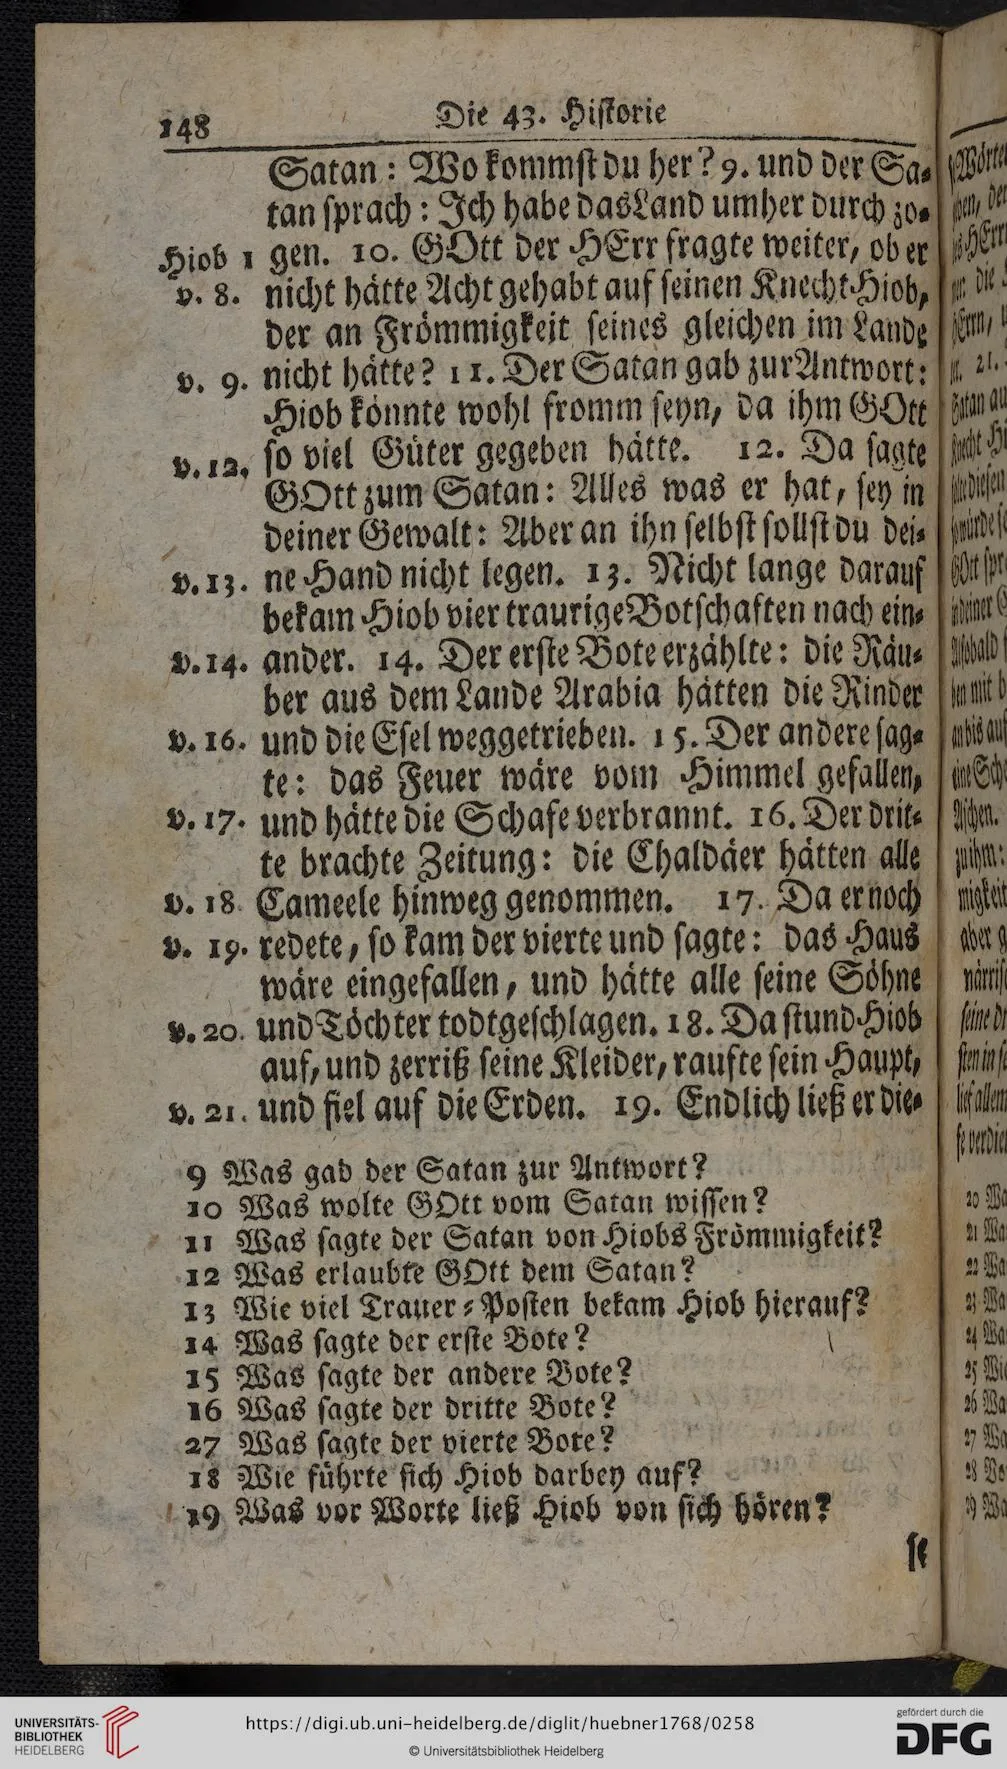 148
Die 43. Historie
Satan: Wo kommst du her? 9. und der Sa-
tan sprach: Ich habe das Land umher durch zo-
Hiob 1 gen. 10. GOtt der HErr fragte weiter, ob er
v. 8. nicht hätte Acht gehabt auf seinen Knecht Hiob,
der an Frömmigkeit seines gleichen im Lande
v. 9. nicht hätte? 11. Der Satan gab zur Antwort:
Hiob könnte wohl fromm seyn, da ihm GOtt
v. 12. so viel Güter gegeben hätte. 12. Da sagte
GOtt zum Satan: Alles was er hat, sey in
deiner Gewalt: Aber an ihn selbst sollst du dei-
v. 13. ne Hand nicht legen. 13. Nicht lange darauf
bekam Hiob vier traurige Botschaften nach ein-
v. 14. ander. 14. Der erste Bote erzählte: die Räu-
ber aus dem Lande Arabia hätten die Rinder
v. 16. und die Esel weggetrieben. 15. Der andere sag-
te: das Feuer wäre vom Himmel gefallen,
v. 17. und hätte die Schafe verbrannt. 16. Der drit-
te brachte Zeitung: die Chaldäer hätten alle
v. 18 Cameele hinweg genommen. 17. Da er noch
v. 19. redete, so kam der vierte und sagte: das Haus
wäre eingefallen, und hätte alle seine Söhne
v. 20. und Töchter todtgeschlagen. 18. Da stund Hiob
auf, und zerriß seine Kleider, raufte sein Haupt,
v. 21. und fiel auf die Erden. 19. Endlich ließ er die-
9 Was gab der Satan zur Antwort?
10 Was wolte GOtt vom Satan wissen?
11 Was sagte der Satan von Hiobs Frömmigkeit?
12 Was erlaubte GOtt dem Satan?
13 Wie viel Trauer-Posten bekam Hiob hierauf?
14 Was sagte der erste Bote?
15 Was sagte der andere Bote?
16 Was sagte der dritte Bote?
27 Was sagte der vierte Bote?
18 Wie führte sich Hiob darbey auf?
19 Was vor Worte ließ Hiob von sich hören?
se
UNIVERSITÄTS-
BIBLIOTHEK
HEIDELBERG
https://digi.ub.uni-heidelberg.de/diglit/huebner1768/0258
© Universitätsbibliothek Heidelberg
gefördert durch die
DFG